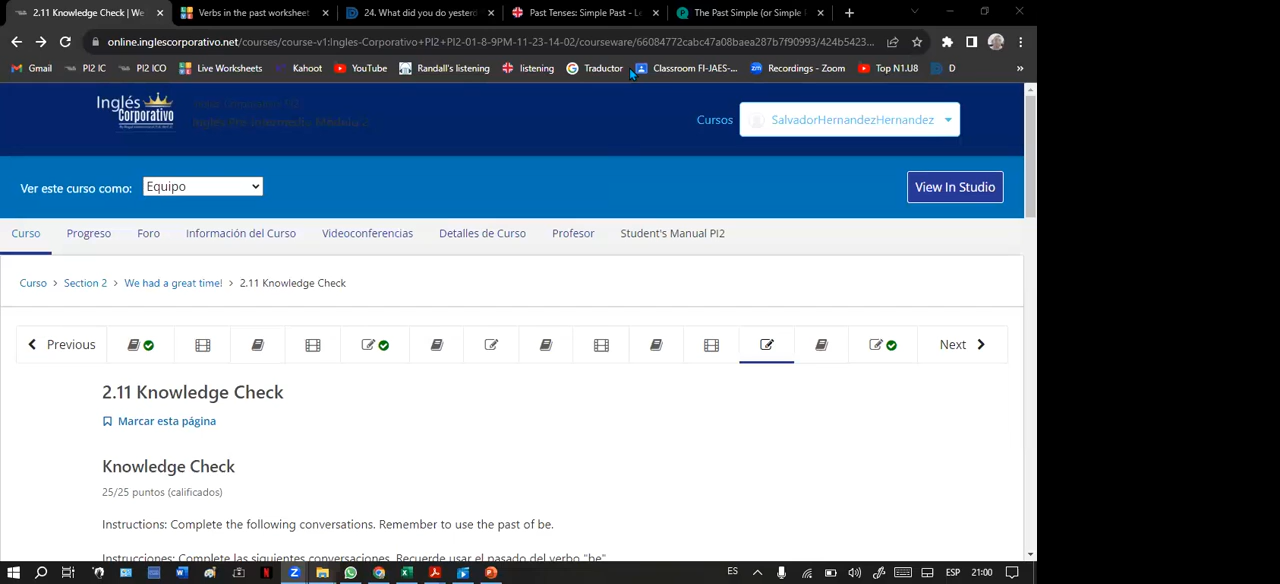 2.11 Knowledge Check | We
Verbs in the past worksheet
24. What did you do yesterd
Past Tenses: Simple Past - Le
The Past Simple (or Simple P
online.inglescorporativo.net/courses/course-v1:Ingles-Corporativo+PI2+PI2-01-8-9PM-11-23-14-02/courseware/66084772cabc47a08baea287b7f90993/424b5423...
Gmail
PI2 IC
PI2 ICO
Live Worksheets
Kahoot
YouTube
Randall's listening
listening
Traductor
Classroom FI-JAES-...
Recordings - Zoom
Top N1.U8
D
»
Inglés
Corporativo
Cursos
SalvadorHernandezHernandez
Ver este curso como:
Equipo
View In Studio
Curso
Progreso
Foro
Información del Curso
Videoconferencias
Detalles de Curso
Profesor
Student's Manual PI2
Curso > Section 2 > We had a great time! > 2.11 Knowledge Check
Previous
Next
2.11 Knowledge Check
Marcar esta página
Knowledge Check
25/25 puntos (calificados)
Instructions: Complete the following conversations. Remember to use the past of be.
Instrucciones: Complete las siguientes conversaciones. Recuerde usar el pasado del verbo "be"
ES
ESP
21:00